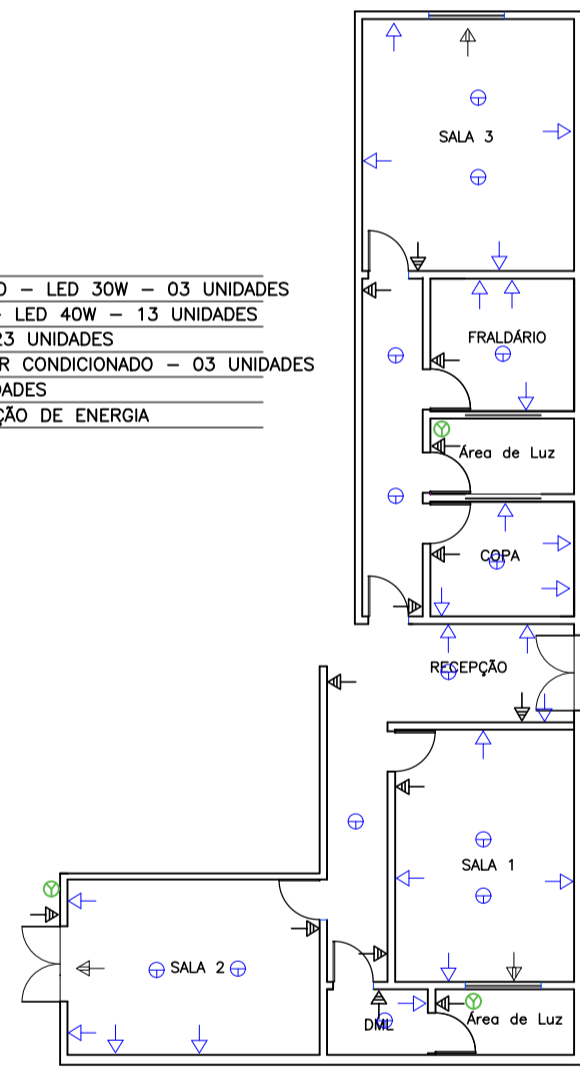 SALA 3
O – LED 30W – 03 UNIDADES
– LED 40W – 13 UNIDADES
23 UNIDADES
R CONDICIONADO – 03 UNIDADES
DADES
ÇÃO DE ENERGIA
FRALDÁRIO
Área de Luz
COPA
RECEPÇÃO
SALA 1
SALA 2
DML
Área de Luz